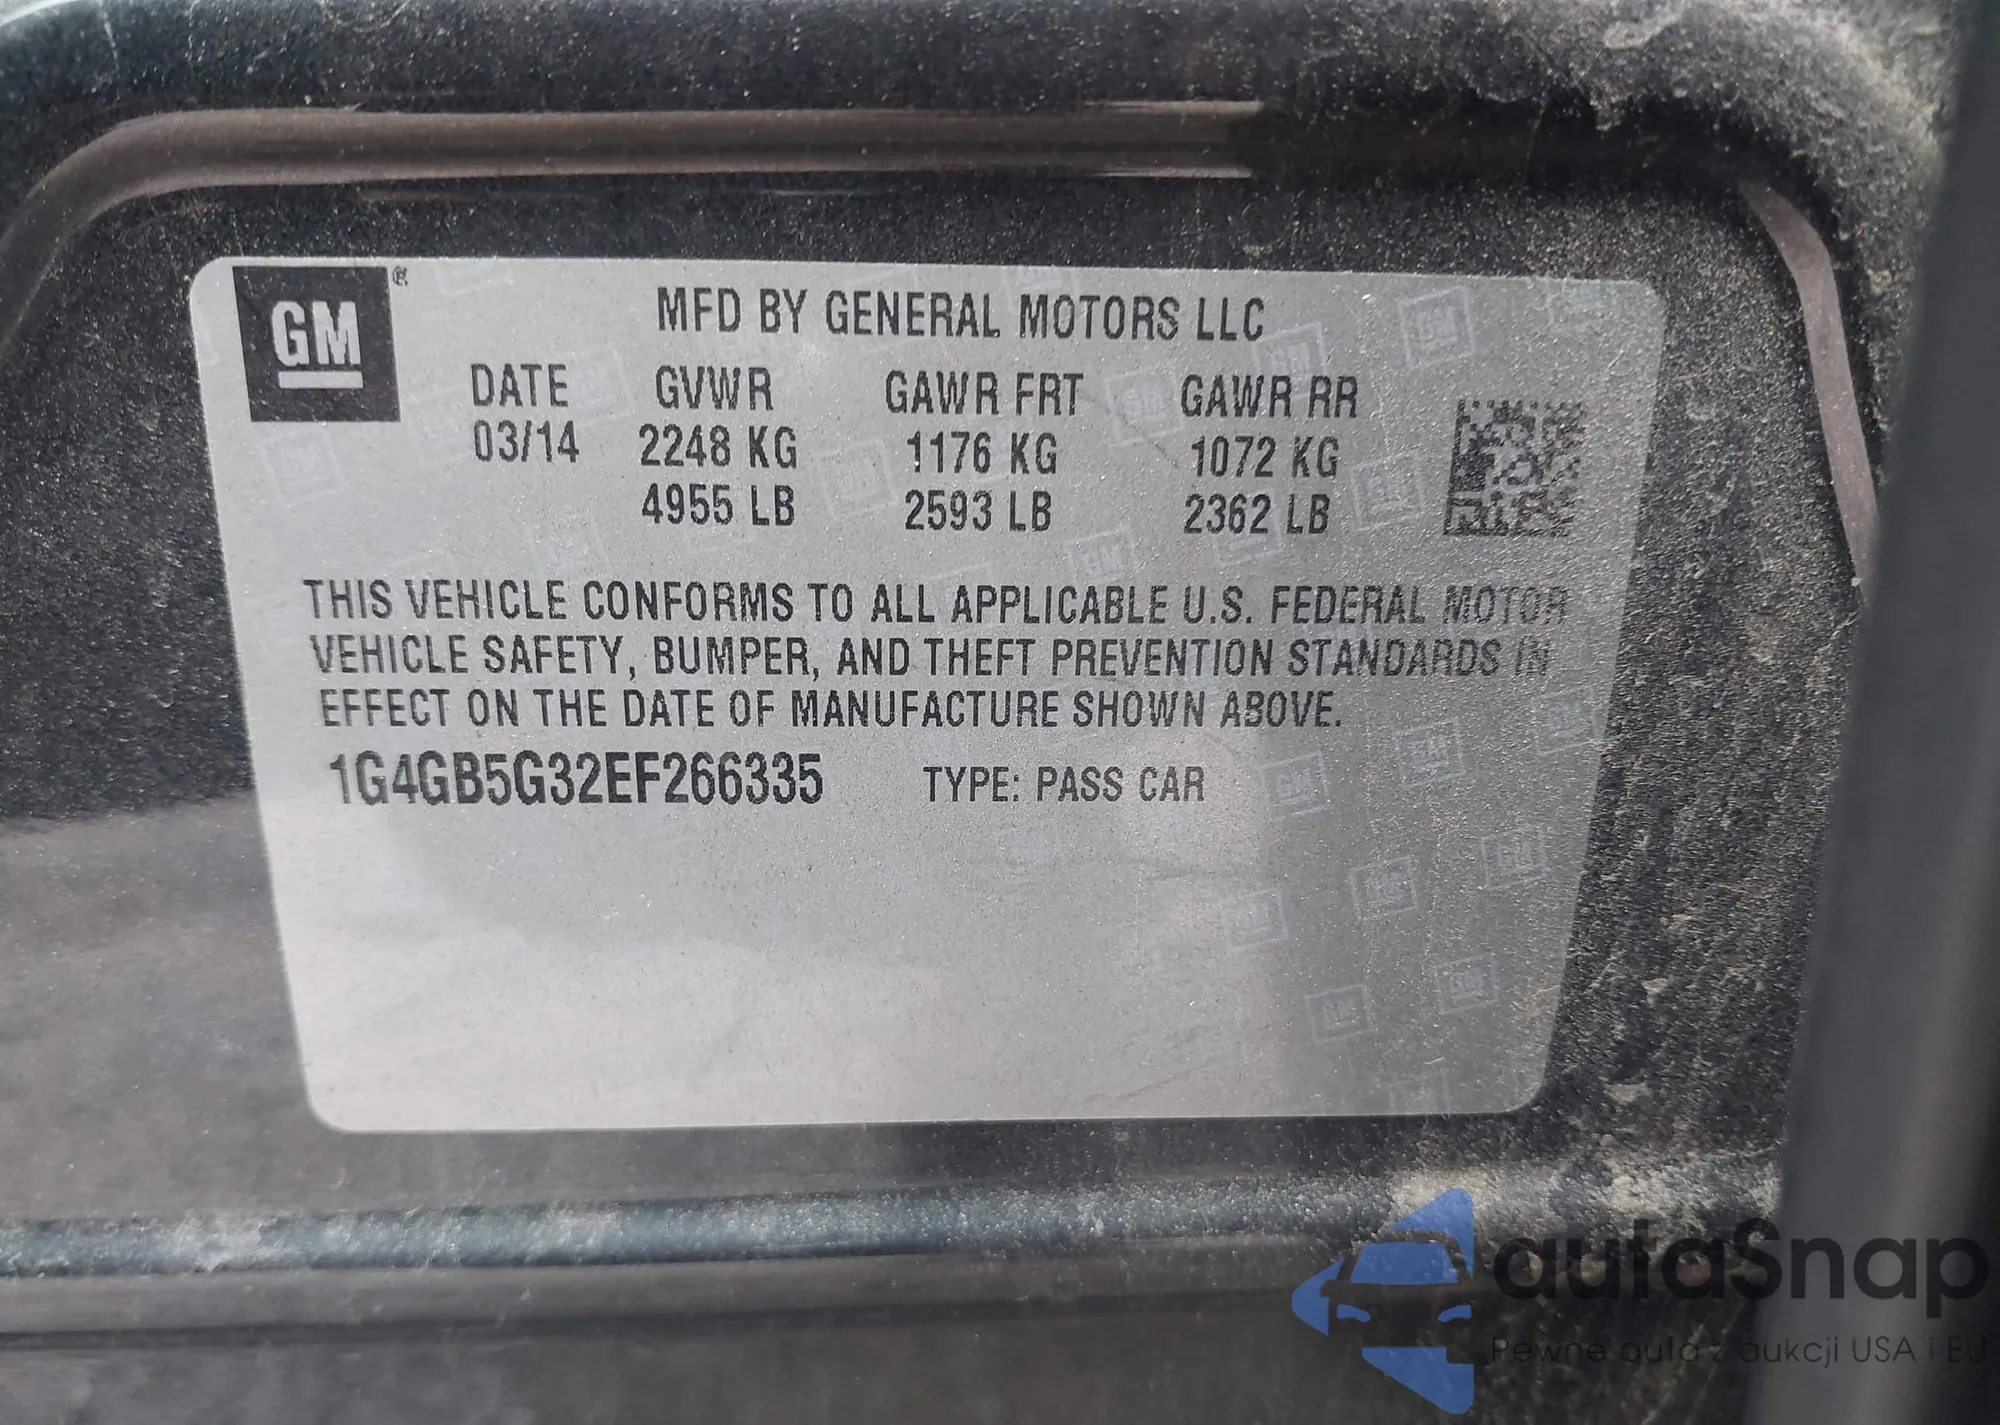 GM ®
MFD BY GENERAL MOTORS LLC
DATE GVWR GAWR FRT GAWR RR
03/14 2248 KG 1176 KG 1072 KG
4955 LB 2593 LB 2362 LB
THIS VEHICLE CONFORMS TO ALL APPLICABLE U.S. FEDERAL MOTOR
VEHICLE SAFETY, BUMPER, AND THEFT PREVENTION STANDARDS IN
EFFECT ON THE DATE OF MANUFACTURE SHOWN ABOVE.
1G4GB5G32EF266335 TYPE: PASS CAR
autaSnap
Pewne auta z aukcji USA i EU